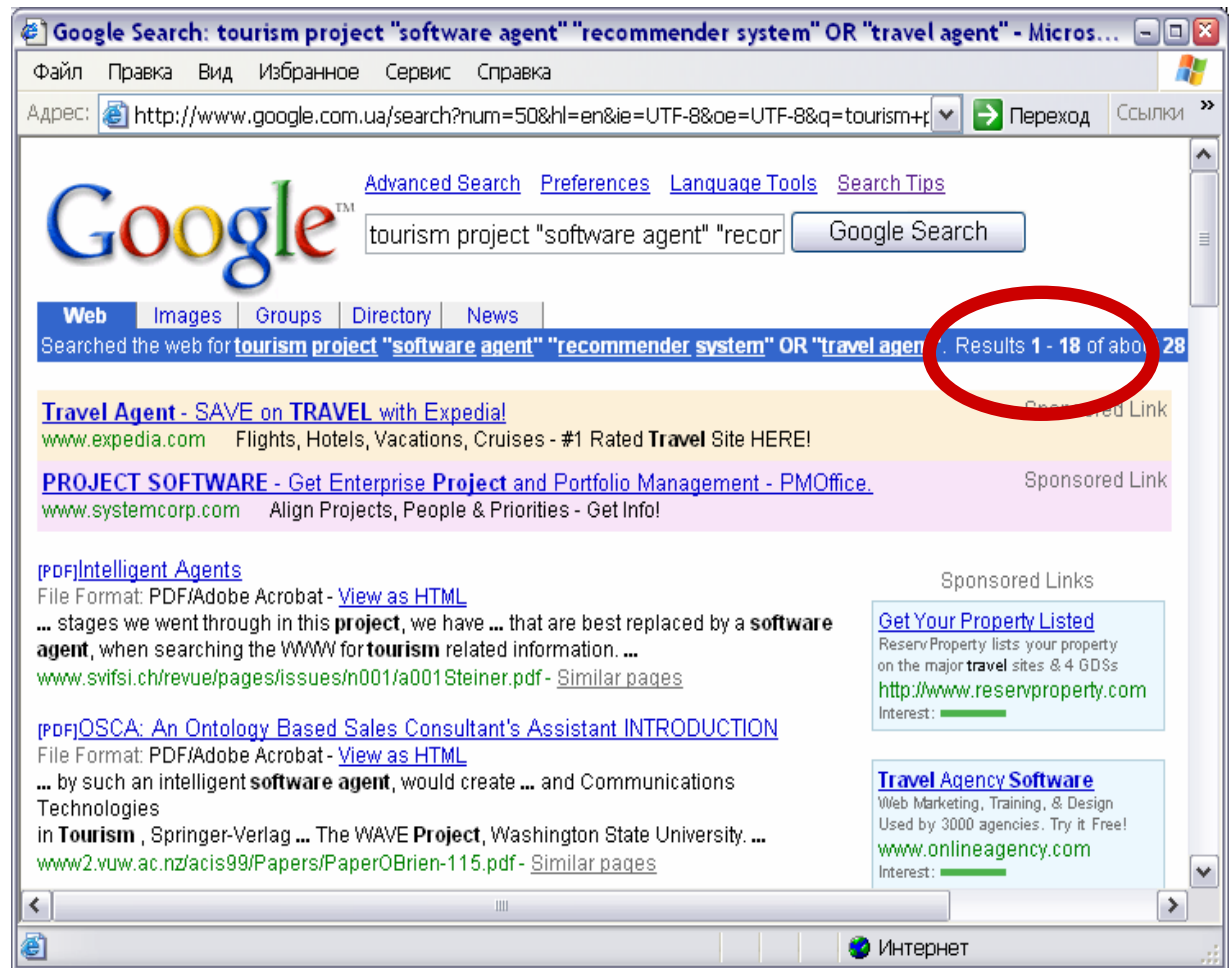 Google Search: tourism project "software agent" "recommender system" OR "travel agent" - Micros...
Файл Правка Вид Избранное Сервис Справка
Адрес: http://www.google.com.ua/search?num=50&hl=en&ie=UTF-8&oe=UTF-8&q=tourism+p Переход Ссылки »
Advanced Search Preferences Language Tools Search Tips
Google™
tourism project "software agent" "recor Google Search
Web Images Groups Directory News
Searched the web for tourism project "software agent" "recommender system" OR "travel agent". Results 1 - 18 of about 28
Travel Agent - SAVE on TRAVEL with Expedia! Sponsored Link
www.expedia.com Flights, Hotels, Vacations, Cruises - #1 Rated Travel Site HERE!
PROJECT SOFTWARE - Get Enterprise Project and Portfolio Management - PMOffice. Sponsored Link
www.systemcorp.com Align Projects, People & Priorities - Get Info!
[PDF]Intelligent Agents
File Format: PDF/Adobe Acrobat - View as HTML
... stages we went through in this project, we have ... that are best replaced by a software
agent, when searching the WWW for tourism related information. ...
www.svifsi.ch/revue/pages/issues/n001/a001Steiner.pdf - Similar pages
[PDF]OSCA: An Ontology Based Sales Consultant's Assistant INTRODUCTION
File Format: PDF/Adobe Acrobat - View as HTML
... by such an intelligent software agent, would create ... and Communications
Technologies
in Tourism , Springer-Verlag ... The WAVE Project, Washington State University. ...
www2.vuw.ac.nz/acis99/Papers/PaperOBrien-115.pdf - Similar pages
Sponsored Links
Get Your Property Listed
ReservProperty lists your property
on the major travel sites & 4 GDSs
http://www.reservproperty.com
Interest:
Travel Agency Software
Web Marketing, Training, & Design
Used by 3000 agencies. Try it Free!
www.onlineagency.com
Interest:
Интернет